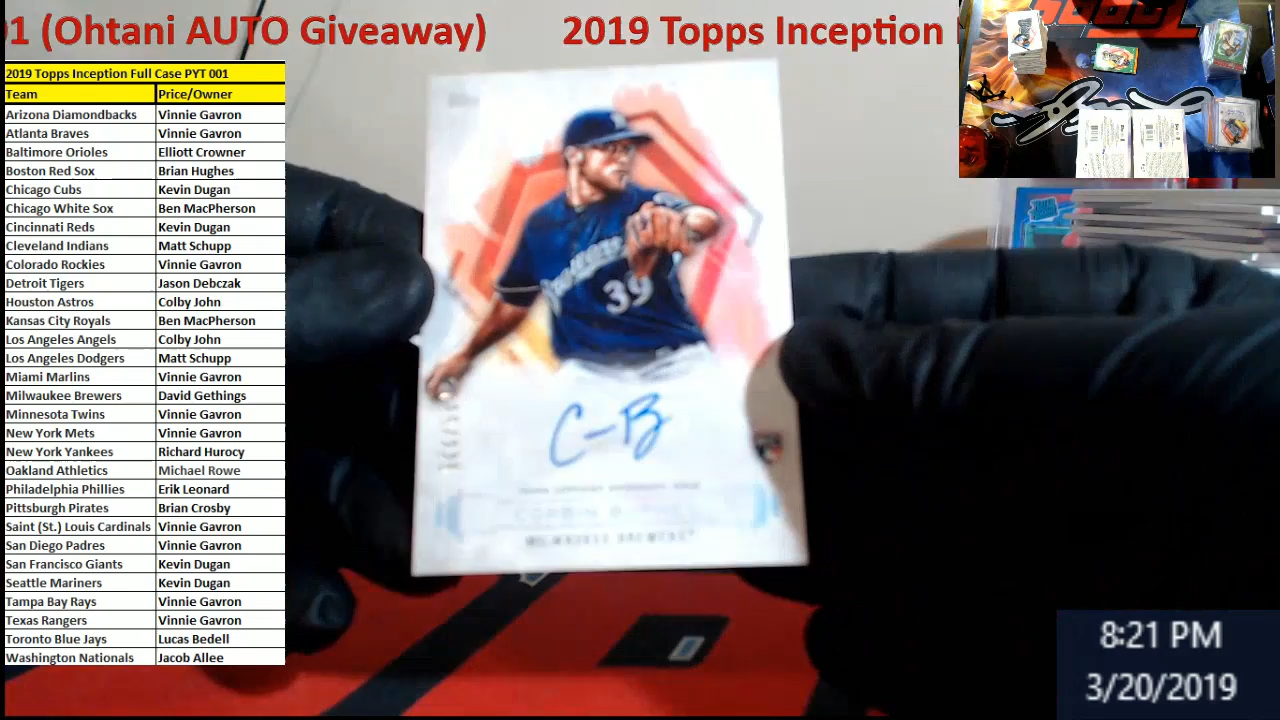 01 (Ohtani AUTO Giveaway) 2019 Topps Inception
2019 Topps Inception Full Case PYT 001
Team Price/Owner
Arizona Diamondbacks Vinnie Gavron
Atlanta Braves Vinnie Gavron
Baltimore Orioles Elliott Crowner
Boston Red Sox Brian Hughes
Chicago Cubs Kevin Dugan
Chicago White Sox Ben MacPherson
Cincinnati Reds Kevin Dugan
Cleveland Indians Matt Schupp
Colorado Rockies Vinnie Gavron
Detroit Tigers Jason Debczak
Houston Astros Colby John
Kansas City Royals Ben MacPherson
Los Angeles Angels Colby John
Los Angeles Dodgers Matt Schupp
Miami Marlins Vinnie Gavron
Milwaukee Brewers David Gethings
Minnesota Twins Vinnie Gavron
New York Mets Vinnie Gavron
New York Yankees Richard Hurocy
Oakland Athletics Michael Rowe
Philadelphia Phillies Erik Leonard
Pittsburgh Pirates Brian Crosby
Saint (St.) Louis Cardinals Vinnie Gavron
San Diego Padres Vinnie Gavron
San Francisco Giants Kevin Dugan
Seattle Mariners Kevin Dugan
Tampa Bay Rays Vinnie Gavron
Texas Rangers Vinnie Gavron
Toronto Blue Jays Lucas Bedell
Washington Nationals Jacob Allee
39
C-B
MILWAUKEE BREWERS
8:21 PM
3/20/2019